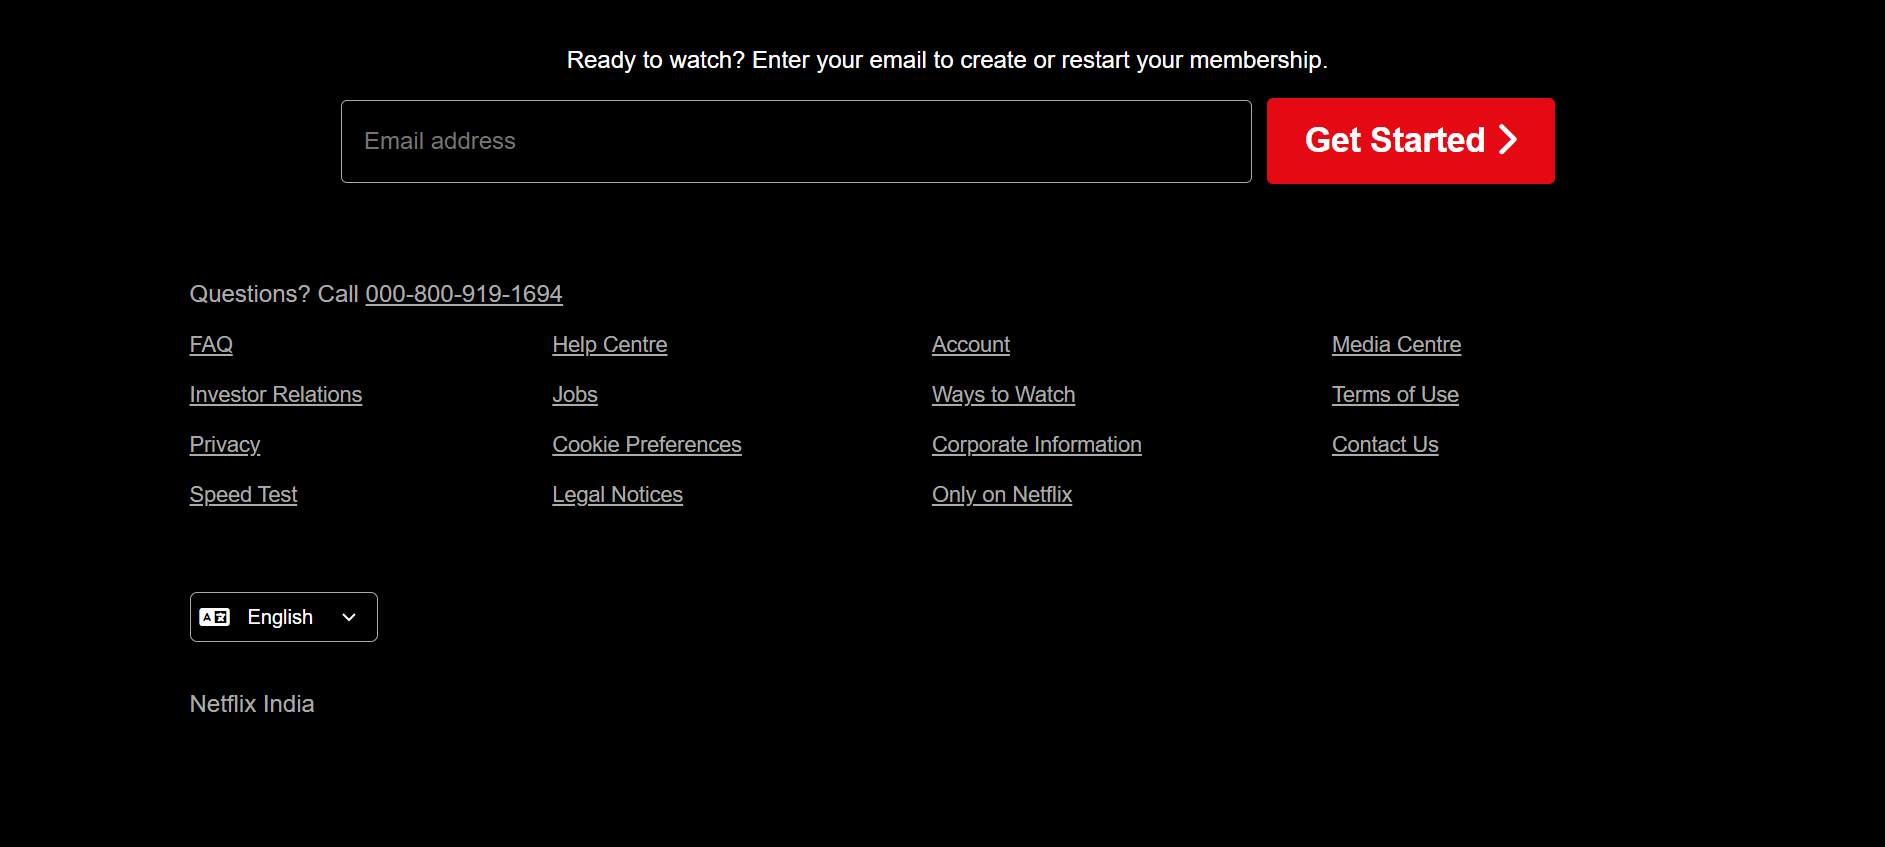 Ready to watch? Enter your email to create or restart your membership.
Email address
Get Started
Questions? Call 000-800-919-1694
FAQ
Help Centre
Account
Media Centre
Investor Relations
Jobs
Ways to Watch
Terms of Use
Privacy
Cookie Preferences
Corporate Information
Contact Us
Speed Test
Legal Notices
Only on Netflix
English
Netflix India